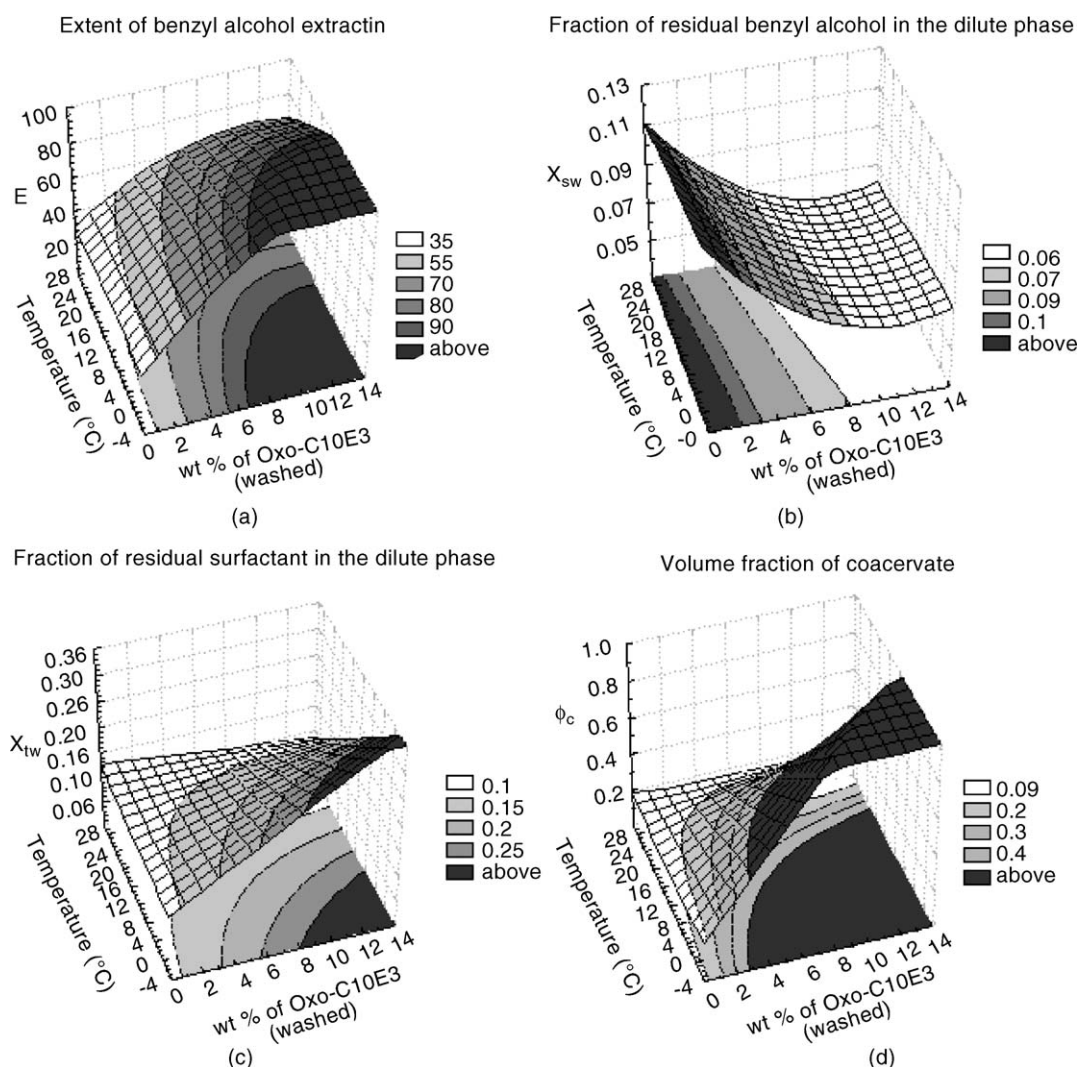 Extent of benzyl alcohol extractin
100
80
60
40
20
E
28
24
20
16
12
8
4
0
-4
Temperature (°C)
0 2 4 6 8 10 12 14
wt % of Oxo-C10E3
(washed)
35
55
70
80
90
above
(a)
Fraction of residual benzyl alcohol in the dilute phase
0.13
0.11
0.09
0.07
0.05
Xsw
28
24
20
18
12
8
4
0
-0
Temperature (°C)
0 2 4 6 8 10 12 14
wt % of Oxo-C10E3
(washed)
0.06
0.07
0.09
0.1
above
(b)
Fraction of residual surfactant in the dilute phase
0.36
0.30
0.26
0.20
0.16
0.10
0.06
Xtw
28
24
20
16
12
8
4
0
-4
Temperature (°C)
0 2 4 6 8 10 12 14
wt % of Oxo-C10E3
(washed)
0.1
0.15
0.2
0.25
above
(c)
Volume fraction of coacervate
1.0
0.8
0.6
0.4
0.2
ϕc
28
24
20
16
12
8
4
0
-4
Temperature (°C)
0 2 4 6 8 10 12 14
wt % of Oxo-C10E3
(washed)
0.09
0.2
0.3
0.4
above
(d)